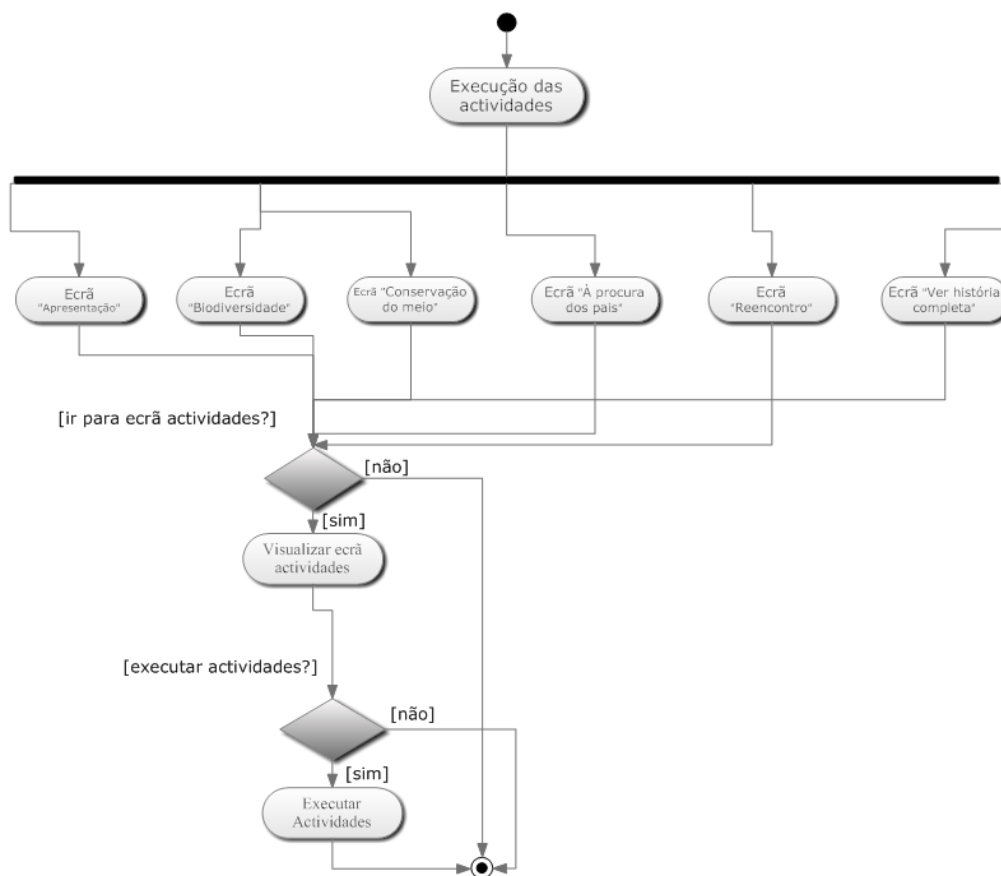 Execução das
actividades
Ecrã
"Apresentação"
Ecrã
"Biodiversidade"
Ecrã "Conservação
do meio"
Ecrã "À procura
dos pais"
Ecrã
"Reencontro"
Ecrã "Ver história
completa"
[ir para ecrã actividades?]
[não]
[sim]
Visualizar ecrã
actividades
[executar actividades?]
[não]
[sim]
Executar
Actividades